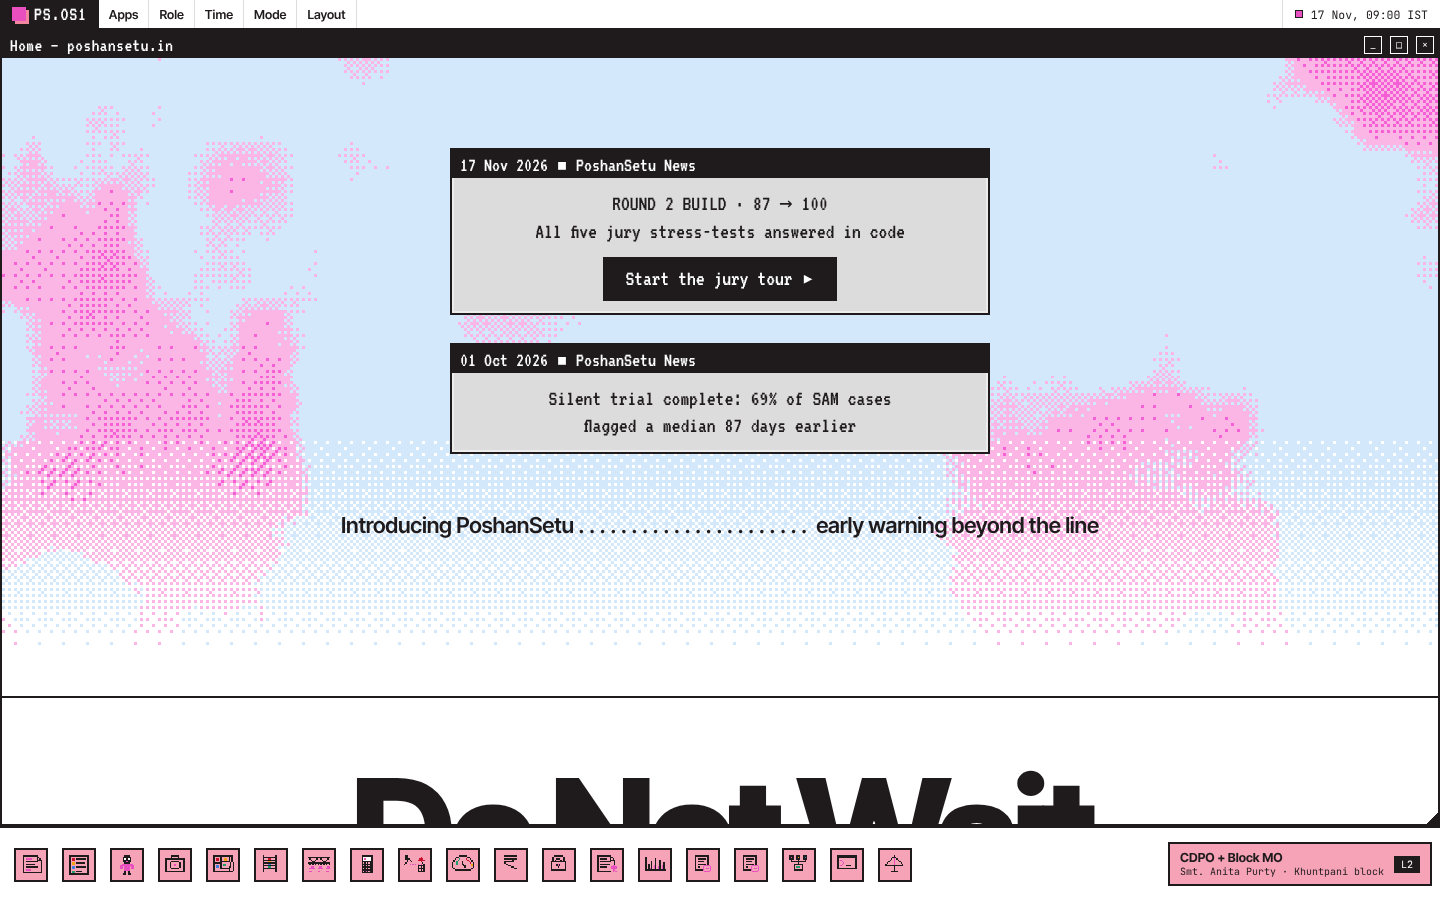 PS.OS1 Apps Role Time Mode Layout 17 Nov, 09:00 IST
Home – poshansetu.in
17 Nov 2026 ■ PoshanSetu News
ROUND 2 BUILD · 87 → 100
All five jury stress-tests answered in code
Start the jury tour ►
01 Oct 2026 ■ PoshanSetu News
Silent trial complete: 69% of SAM cases
flagged a median 87 days earlier
Introducing PoshanSetu . . . . . . . . . . . . . . . . . . . . . . early warning beyond the line
Do Not Wait
CDPO + Block MO
Smt. Anita Purty · Khuntpani block
L2